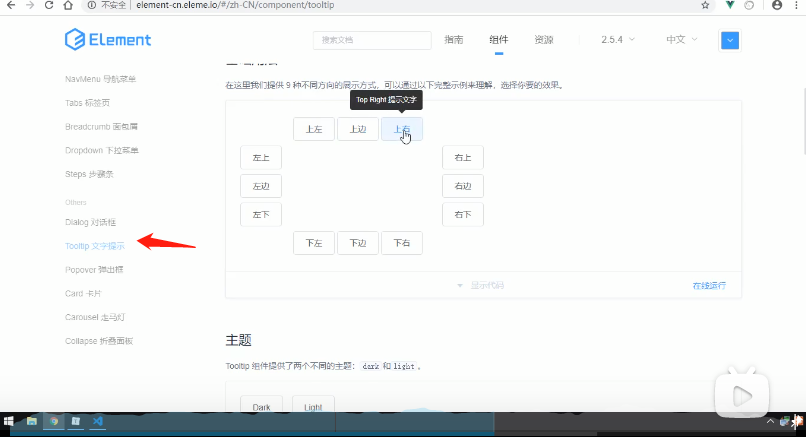 不安全 element-cn.eleme.io/#/zh-CN/component/tooltip
Element
搜索文档
指南
组件
资源
2.5.4
中文
NavMenu 导航菜单
Tabs 标签页
Breadcrumb 面包屑
Dropdown 下拉菜单
Steps 步骤条
Others
Dialog 对话框
Tooltip 文字提示
Popover 弹出框
Card 卡片
Carousel 走马灯
Collapse 折叠面板
在这里我们提供 9 种不同方向的展示方式，可以通过以下完整示例来理解，选择你要的效果。
Top Right 提示文字
上左
上边
上右
左上
右上
左边
右边
左下
右下
下左
下边
下右
显示代码
在线运行
主题
Tooltip 组件提供了两个不同的主题：dark 和 light 。
Dark
Light